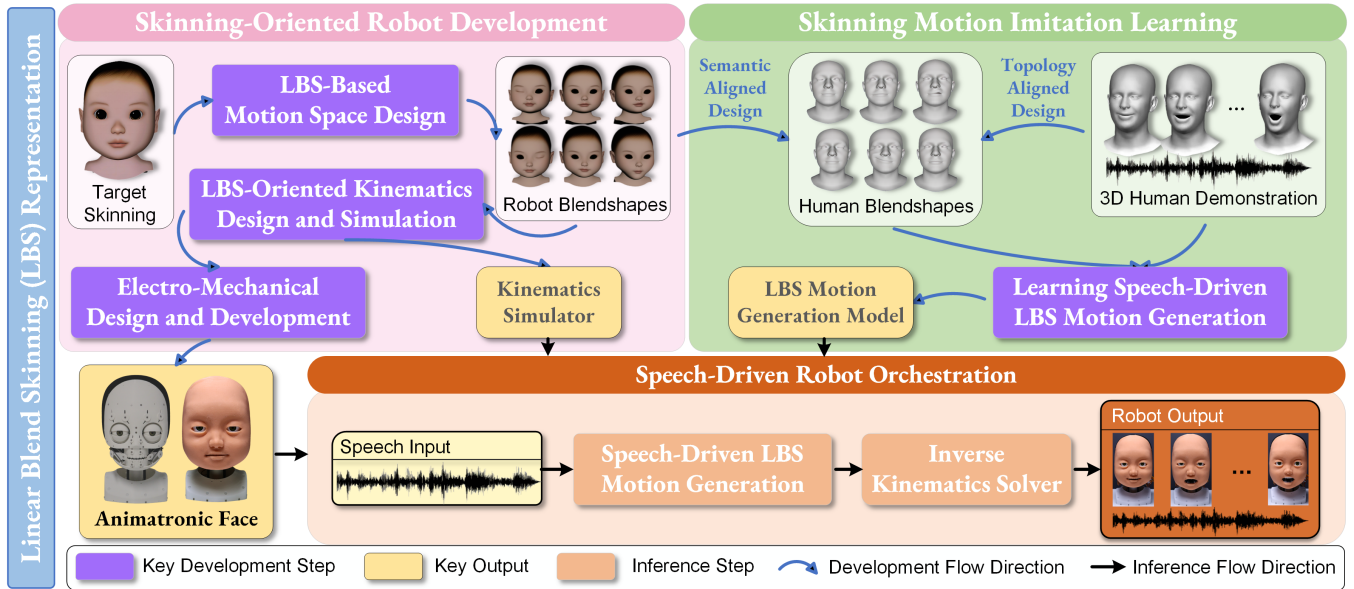 Linear Blend Skinning (LBS) Representation
Skinning-Oriented Robot Development
Target
Skinning
LBS-Based
Motion Space Design
Robot Blendshapes
LBS-Oriented Kinematics
Design and Simulation
Electro-Mechanical
Design and Development
Kinematics
Simulator
Skinning Motion Imitation Learning
Semantic
Aligned
Design
Human Blendshapes
Topology
Aligned
Design
...
3D Human Demonstration
LBS Motion
Generation Model
Learning Speech-Driven
LBS Motion Generation
Animatronic Face
Speech-Driven Robot Orchestration
Speech Input
Speech-Driven LBS
Motion Generation
Inverse
Kinematics Solver
Robot Output
...
Key Development Step
Key Output
Inference Step
Development Flow Direction
Inference Flow Direction